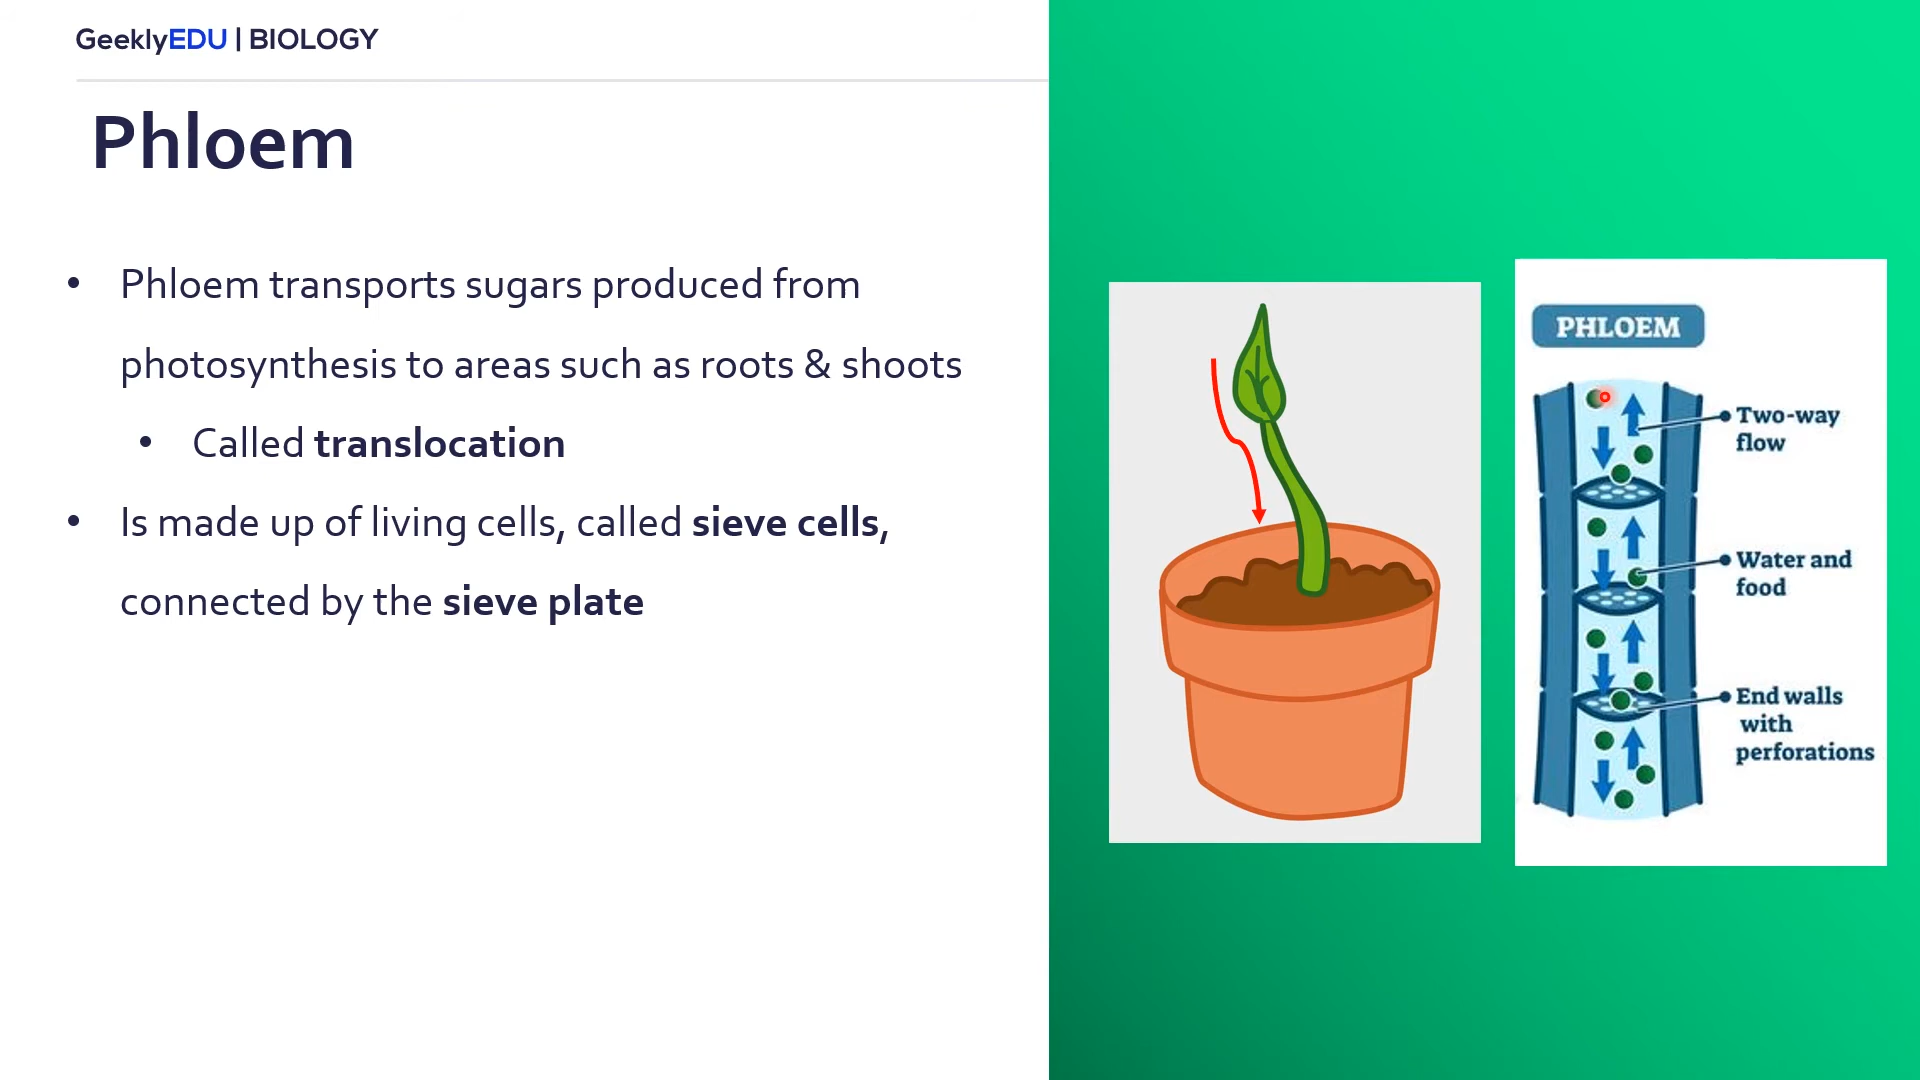 GeeklyEDU | BIOLOGY
Phloem
• Phloem transports sugars produced from
photosynthesis to areas such as roots & shoots
• Called translocation
• Is made up of living cells, called sieve cells,
connected by the sieve plate
PHLOEM
Two-way
flow
Water and
food
End walls
with
perforations